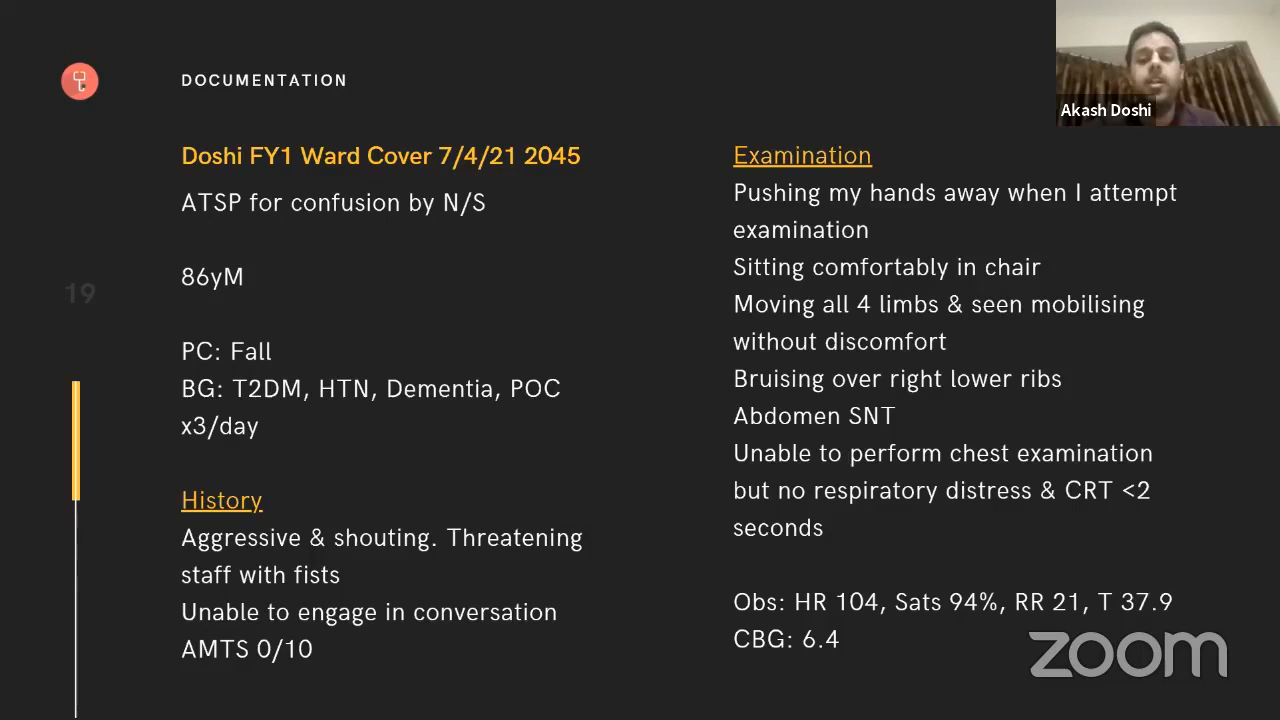 DOCUMENTATION
Akash Doshi
Doshi FY1 Ward Cover 7/4/21 2045
ATSP for confusion by N/S
86yM
19
PC: Fall
BG: T2DM, HTN, Dementia, POC
x3/day
History
Aggressive & shouting. Threatening
staff with fists
Unable to engage in conversation
AMTS 0/10
Examination
Pushing my hands away when I attempt
examination
Sitting comfortably in chair
Moving all 4 limbs & seen mobilising
without discomfort
Bruising over right lower ribs
Abdomen SNT
Unable to perform chest examination
but no respiratory distress & CRT <2
seconds
Obs: HR 104, Sats 94%, RR 21, T 37.9
CBG: 6.4
zoom